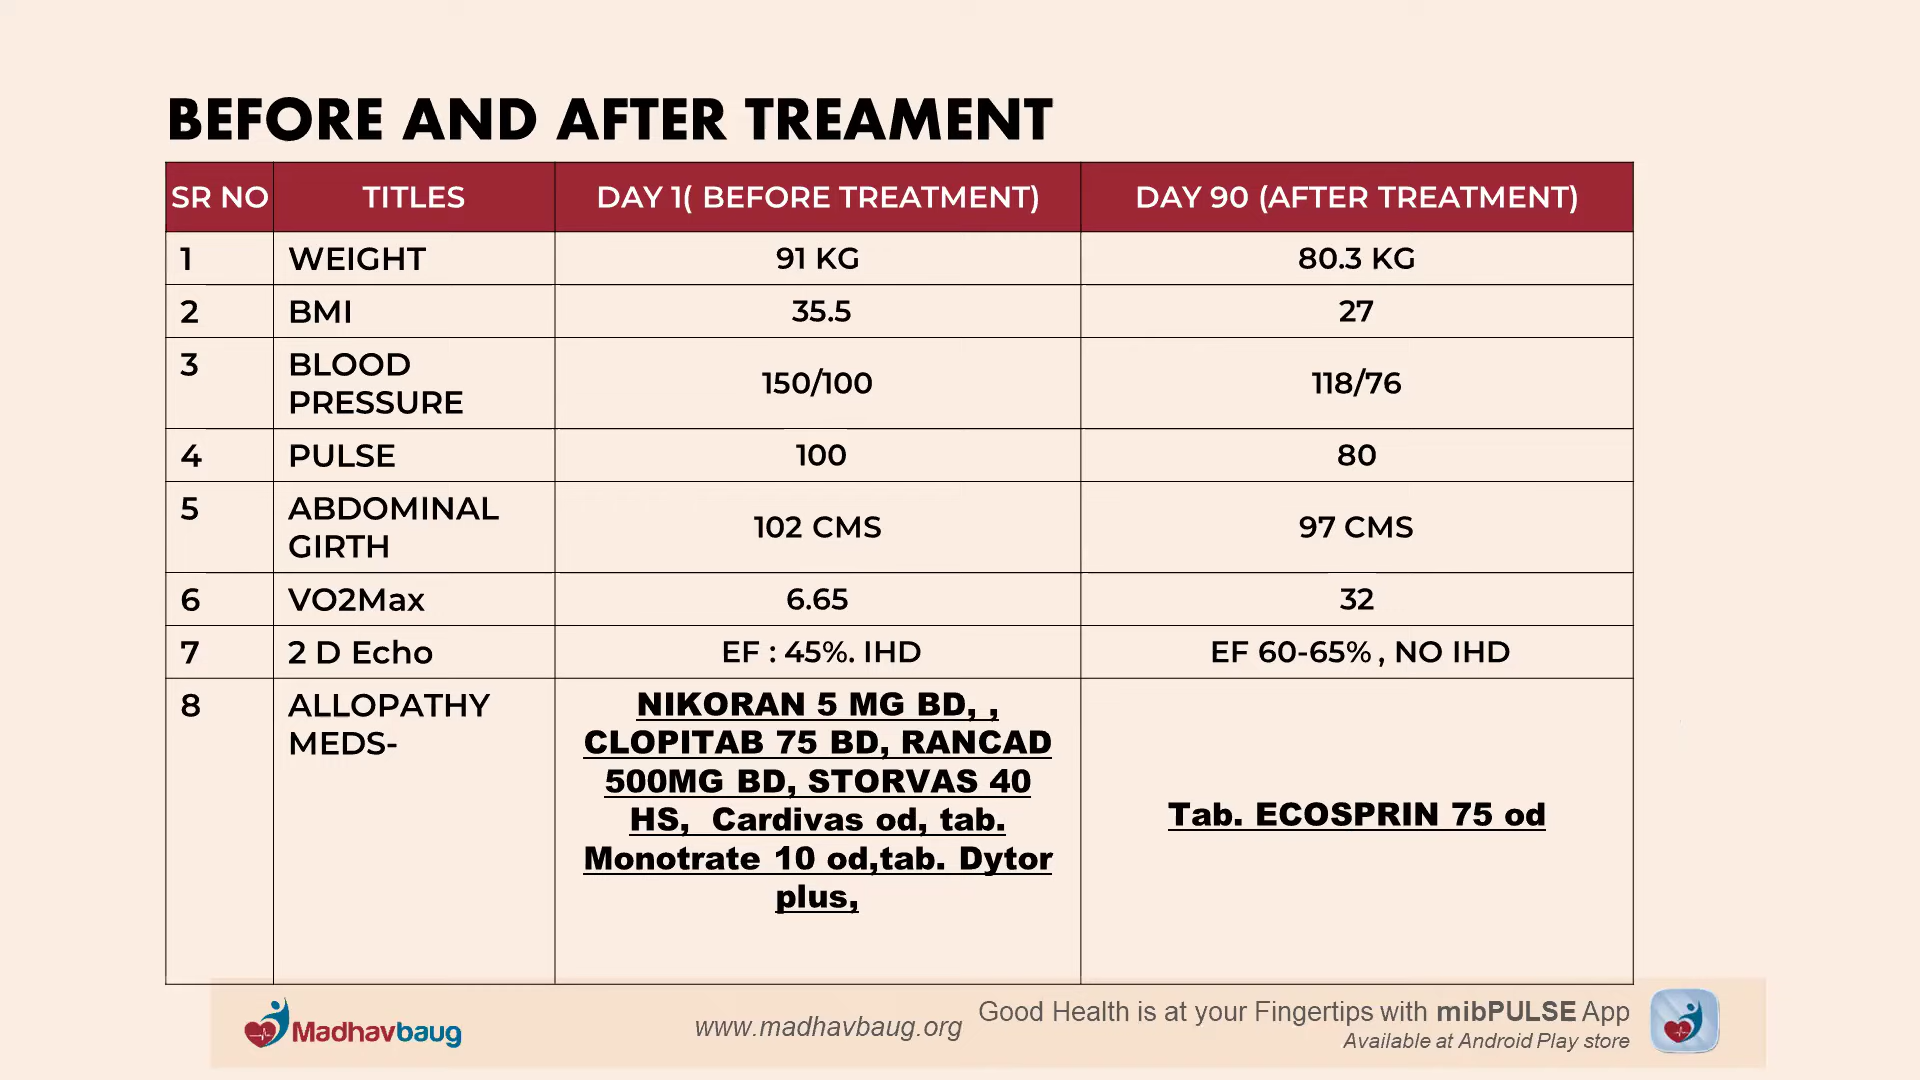 BEFORE AND AFTER TREAMENT
SR NO TITLES DAY 1( BEFORE TREATMENT) DAY 90 (AFTER TREATMENT)
1 WEIGHT 91 KG 80.3 KG
2 BMI 35.5 27
3 BLOOD PRESSURE 150/100 118/76
4 PULSE 100 80
5 ABDOMINAL GIRTH 102 CMS 97 CMS
6 VO2Max 6.65 32
7 2 D Echo EF : 45%. IHD EF 60-65% , NO IHD
8 ALLOPATHY
MEDS-
NIKORAN 5 MG BD, ,
CLOPITAB 75 BD, RANCAD
500MG BD, STORVAS 40
HS, Cardivas od, tab.
Monotrate 10 od,tab. Dytor
plus,
Tab. ECOSPRIN 75 od
Madhavbaug
www.madhavbaug.org
Good Health is at your Fingertips with mibPULSE App
Available at Android Play store